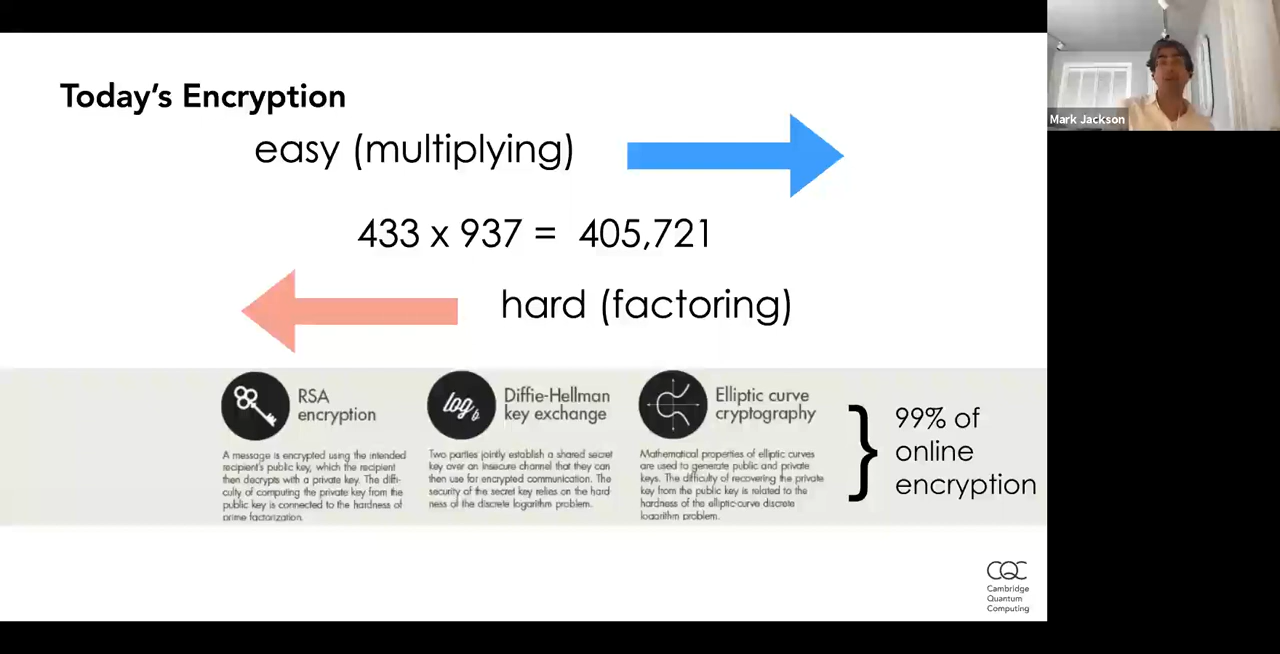 Today's Encryption
easy (multiplying)
433 x 937 = 405,721
hard (factoring)
RSA
encryption
A message is encrypted using the intended
recipient's public key, which the recipient
then decrypts with a private key. The diffi-
culty of computing the private key from the
public key is connected to the hardness of
prime factorization.
log b
Diffie-Hellman
key exchange
Two parties jointly establish a shared secret
key over an insecure channel that they can
then use for encrypted communication. The
security of the secret key relies on the hard
ness of the discrete logarithm problem.
Elliptic curve
cryptography
Mathematical properties of elliptic curves
are used to generate public and private
keys. The difficulty of recovering the private
key from the public key is related to the
hardness of the elliptic-curve discrete
logarithm problem.
99% of
online
encryption
CQC
Cambridge
Quantum
Computing
Mark Jackson